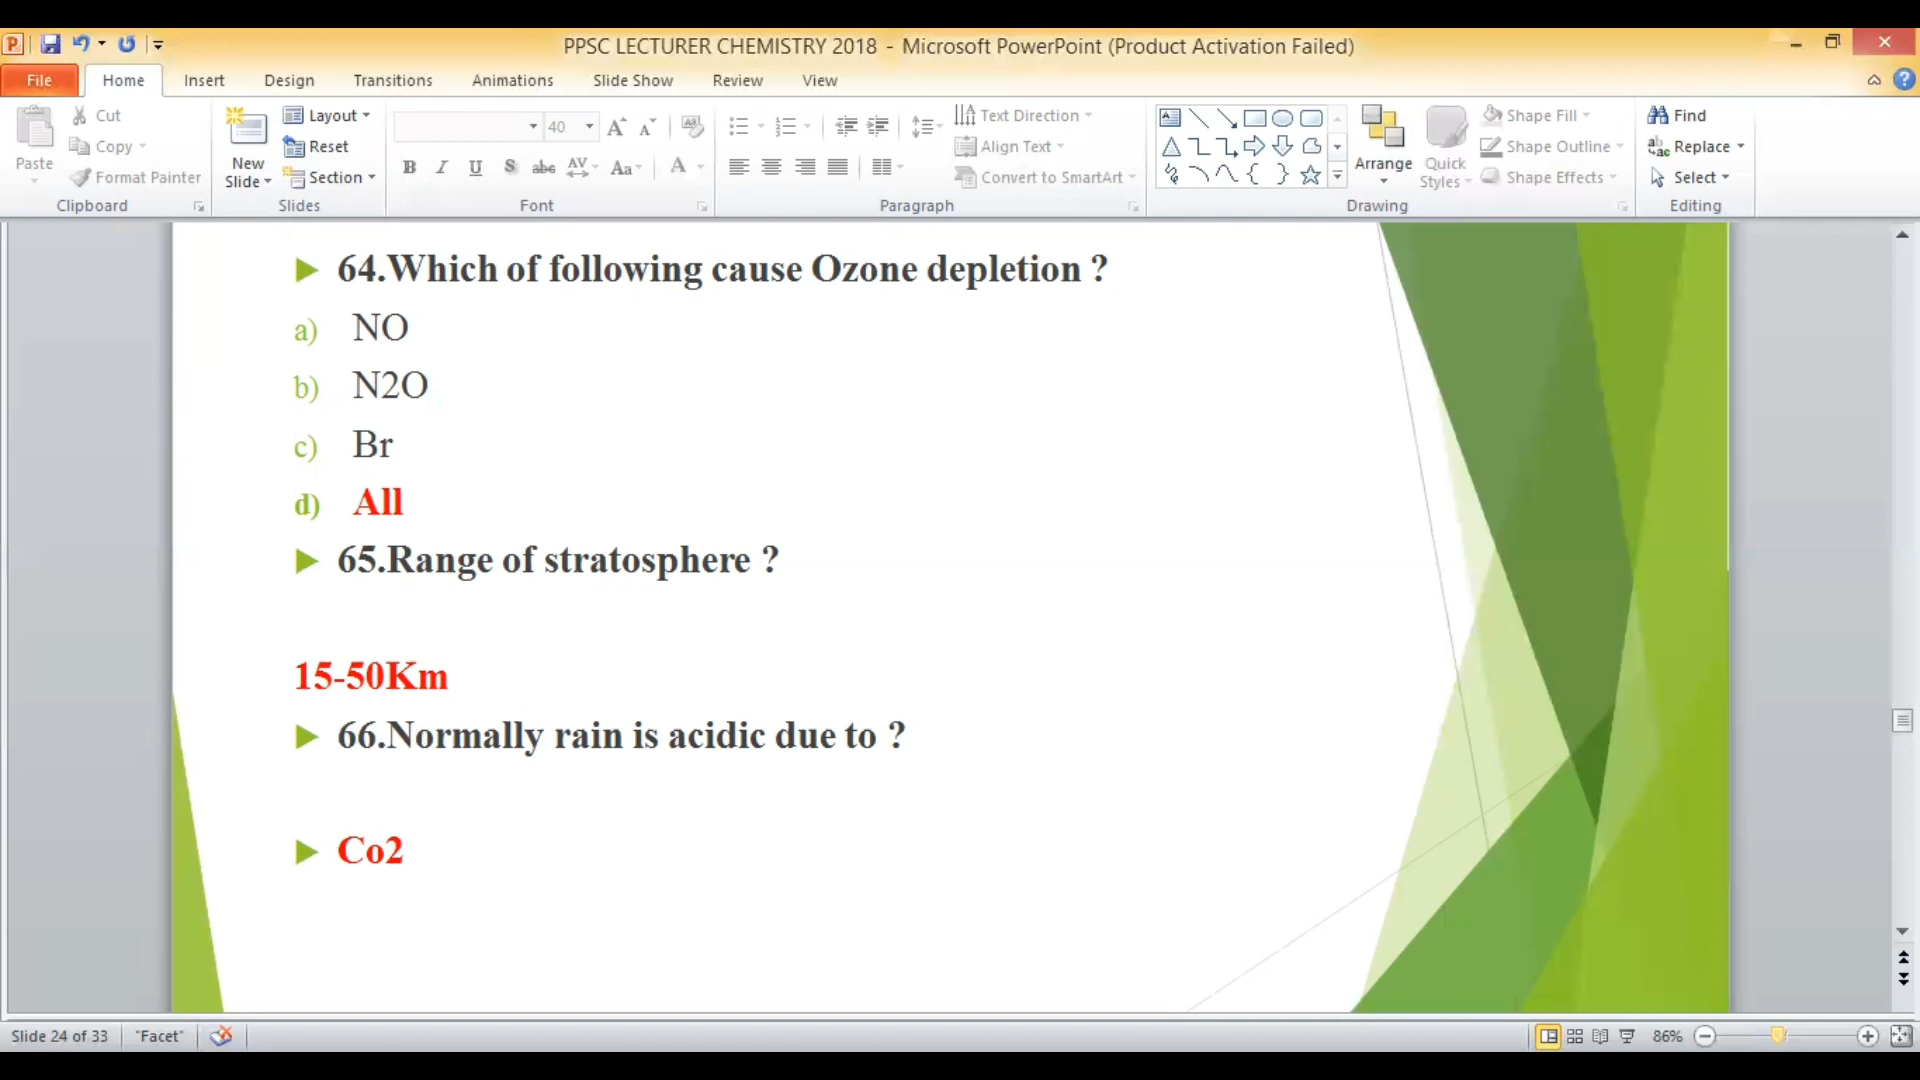 PPSC LECTURER CHEMISTRY 2018 - Microsoft PowerPoint (Product Activation Failed)
File Home Insert Design Transitions Animations Slide Show Review View
Paste
Cut
Copy
Format Painter
Clipboard
New Slide
Layout
Reset
Section
Slides
40
Font
Text Direction
Align Text
Convert to SmartArt
Paragraph
Arrange
Quick Styles
Shape Fill
Shape Outline
Shape Effects
Drawing
Find
Replace
Select
Editing
64.Which of following cause Ozone depletion ?
a) NO
b) N2O
c) Br
d) All
65.Range of stratosphere ?
15-50Km
66.Normally rain is acidic due to ?
Co2
Slide 24 of 33 "Facet" 86%